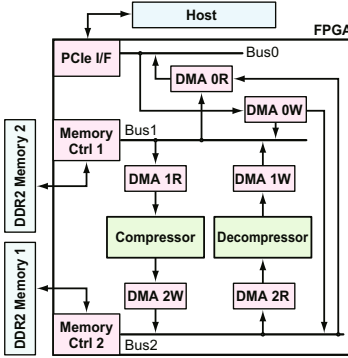 Host
FPGA
PCIe I/F
Bus0
DMA 0R
DMA 0W
Memory
Ctrl 1
Bus1
DDR2 Memory 2
DMA 1R
DMA 1W
Compressor
Decompressor
DDR2 Memory 1
DMA 2W
DMA 2R
Memory
Ctrl 2
Bus2